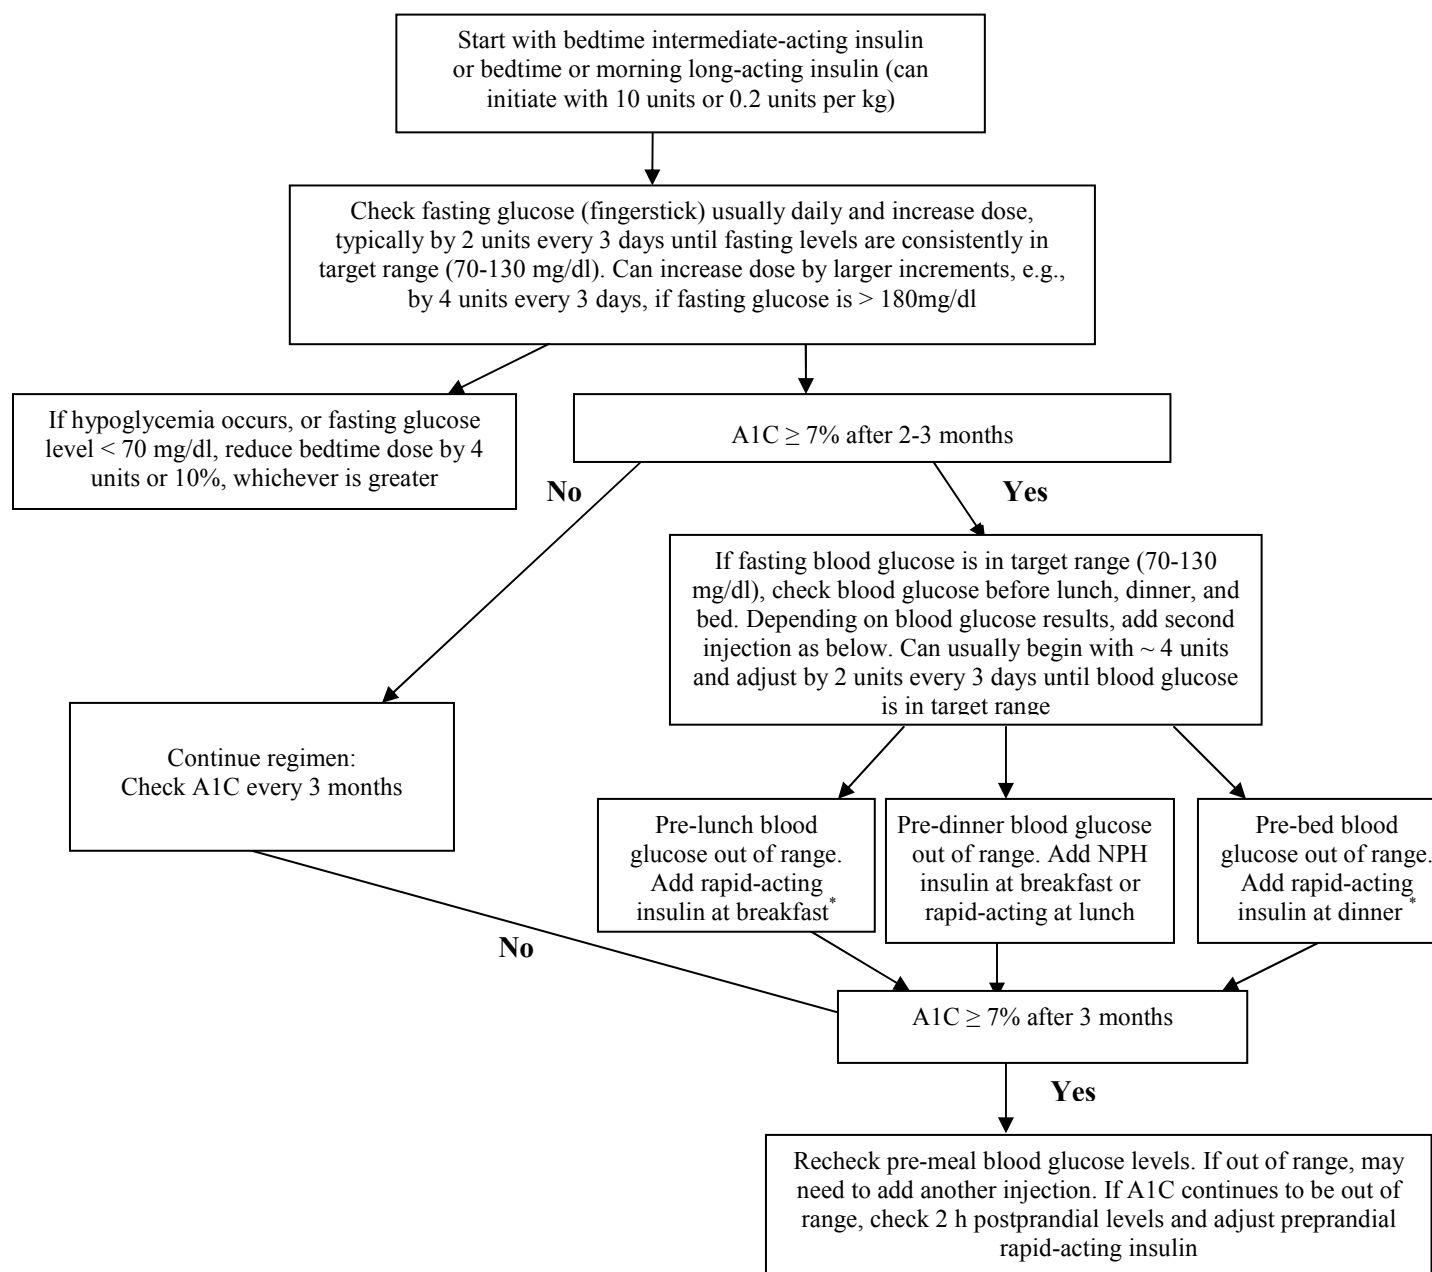 Start with bedtime intermediate-acting insulin
or bedtime or morning long-acting insulin (can
initiate with 10 units or 0.2 units per kg)
Check fasting glucose (fingerstick) usually daily and increase dose,
typically by 2 units every 3 days until fasting levels are consistently in
target range (70-130 mg/dl). Can increase dose by larger increments, e.g.,
by 4 units every 3 days, if fasting glucose is > 180mg/dl
If hypoglycemia occurs, or fasting glucose
level < 70 mg/dl, reduce bedtime dose by 4
units or 10%, whichever is greater
A1C ≥ 7% after 2-3 months
No
Yes
If fasting blood glucose is in target range (70-130
mg/dl), check blood glucose before lunch, dinner, and
bed. Depending on blood glucose results, add second
injection as below. Can usually begin with ~ 4 units
and adjust by 2 units every 3 days until blood glucose
is in target range
Continue regimen:
Check A1C every 3 months
Pre-lunch blood
glucose out of range.
Add rapid-acting
insulin at breakfast*
Pre-dinner blood glucose
out of range. Add NPH
insulin at breakfast or
rapid-acting at lunch
Pre-bed blood
glucose out of range.
Add rapid-acting
insulin at dinner *
No
A1C ≥ 7% after 3 months
Yes
Recheck pre-meal blood glucose levels. If out of range, may
need to add another injection. If A1C continues to be out of
range, check 2 h postprandial levels and adjust preprandial
rapid-acting insulin